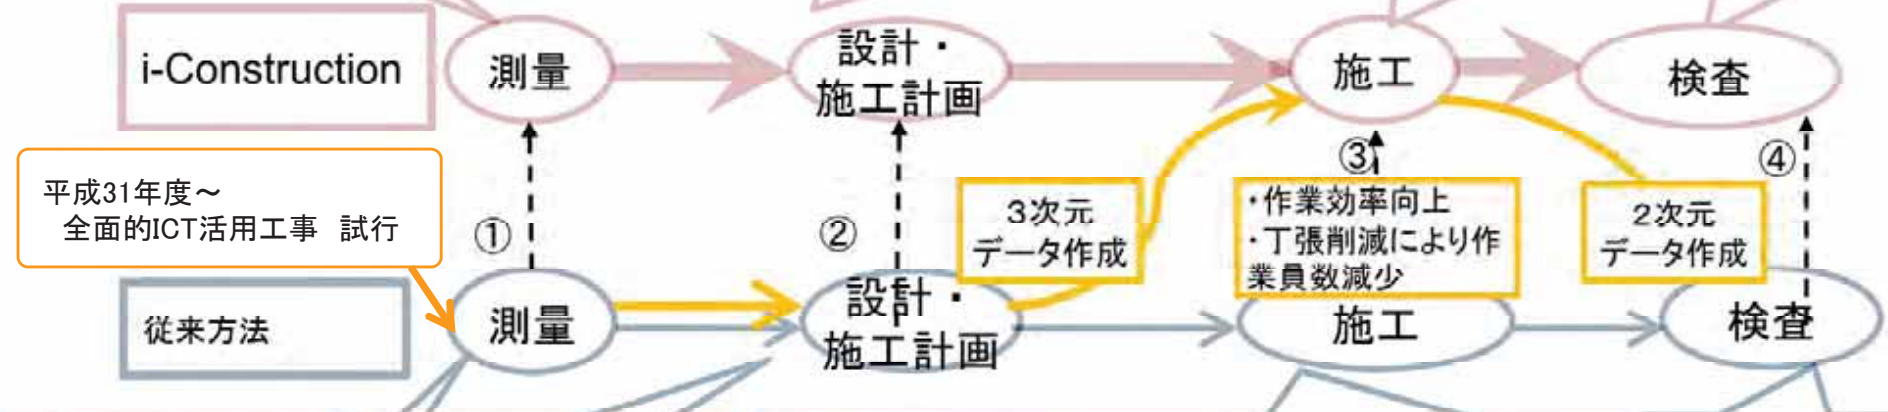 i-Construction
測量
設計・
施工計画
施工
検査
平成31年度～
全面的ICT活用工事　試行
①
②
3次元
データ作成
③
・作業効率向上
・丁張削減により作
業員数減少
2次元
データ作成
④
従来方法
測量
設計・
施工計画
施工
検査